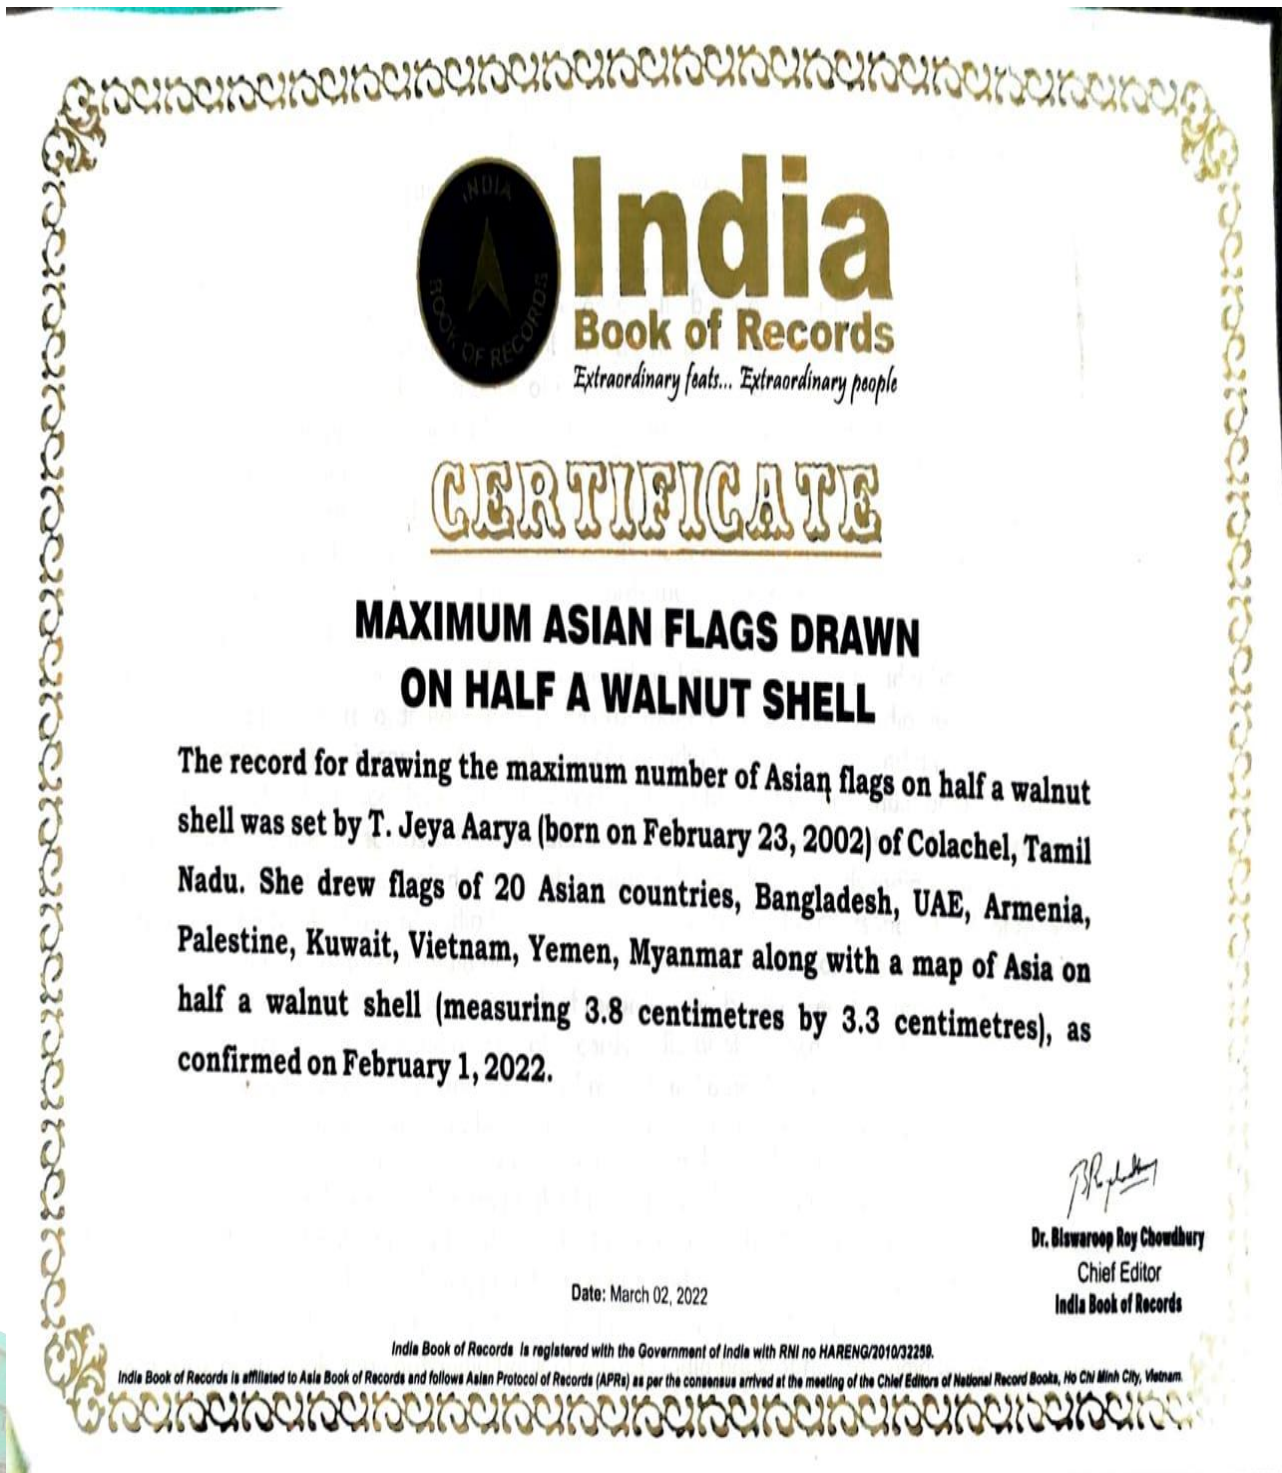 INDIA
BOOK OF RECORDS
India
Book of Records
Extraordinary feats... Extraordinary people
CERTIFICATE
MAXIMUM ASIAN FLAGS DRAWN
ON HALF A WALNUT SHELL
The record for drawing the maximum number of Asian flags on half a walnut
shell was set by T. Jeya Aarya (born on February 23, 2002) of Colachel, Tamil
Nadu. She drew flags of 20 Asian countries, Bangladesh, UAE, Armenia,
Palestine, Kuwait, Vietnam, Yemen, Myanmar along with a map of Asia on
half a walnut shell (measuring 3.8 centimetres by 3.3 centimetres), as
confirmed on February 1, 2022.
Dr. Biswaroop Roy Chowdhury
Chief Editor
India Book of Records
Date: March 02, 2022
India Book of Records is registered with the Government of India with RNI no HARENG/2010/32259.
India Book of Records is affiliated to Asia Book of Records and follows Asian Protocol of Records (APRs) as per the consensus arrived at the meeting of the Chief Editors of National Record Books, Ho Chi Minh City, Vietnam.